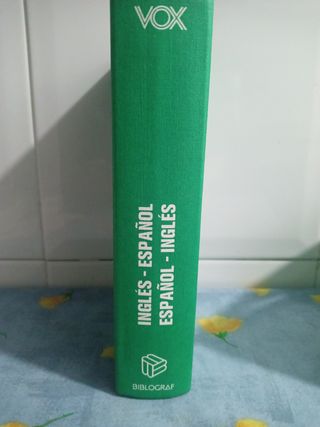 VOX
INGLÉS - ESPAÑOL
ESPAÑOL - INGLÉS
BIBLOGRAF